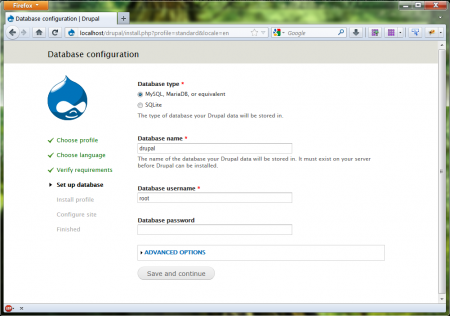 Firefox
Database configuration | Drupal
localhost/drupal/install.php?profile=standard&locale=en
Google
Database configuration
Choose profile
Choose language
Verify requirements
Set up database
Install profile
Configure site
Finished
Database type *
MySQL, MariaDB, or equivalent
SQLite
The type of database your Drupal data will be stored in.
Database name *
drupal
The name of the database your Drupal data will be stored in. It must exist on your server
before Drupal can be installed.
Database username *
root
Database password
ADVANCED OPTIONS
Save and continue